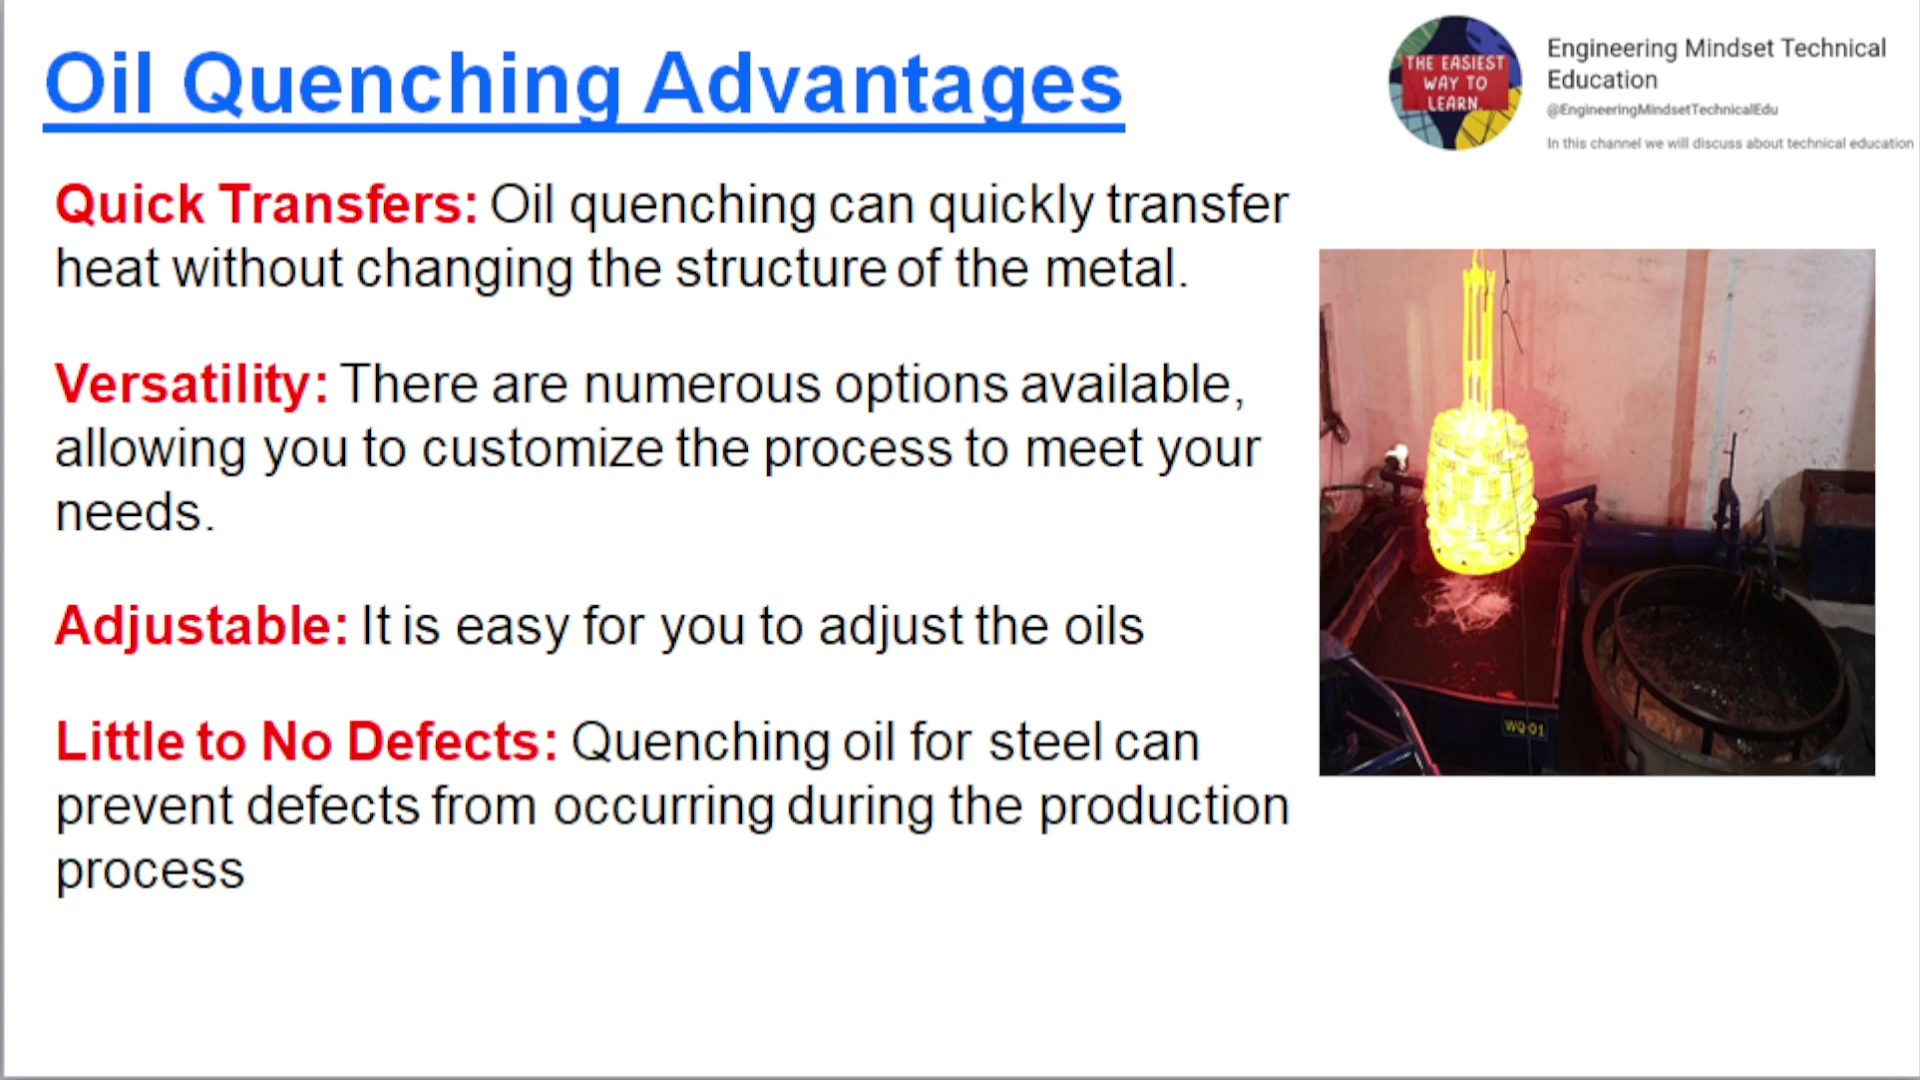 Oil Quenching Advantages
THE EASIEST
WAY TO
LEARN.
Engineering Mindset Technical
Education
@EngineeringMindsetTechnicalEdu
In this channel we will discuss about technical education
Quick Transfers: Oil quenching can quickly transfer
heat without changing the structure of the metal.
Versatility: There are numerous options available,
allowing you to customize the process to meet your
needs.
Adjustable: It is easy for you to adjust the oils
Little to No Defects: Quenching oil for steel can
prevent defects from occurring during the production
process
WQ-01